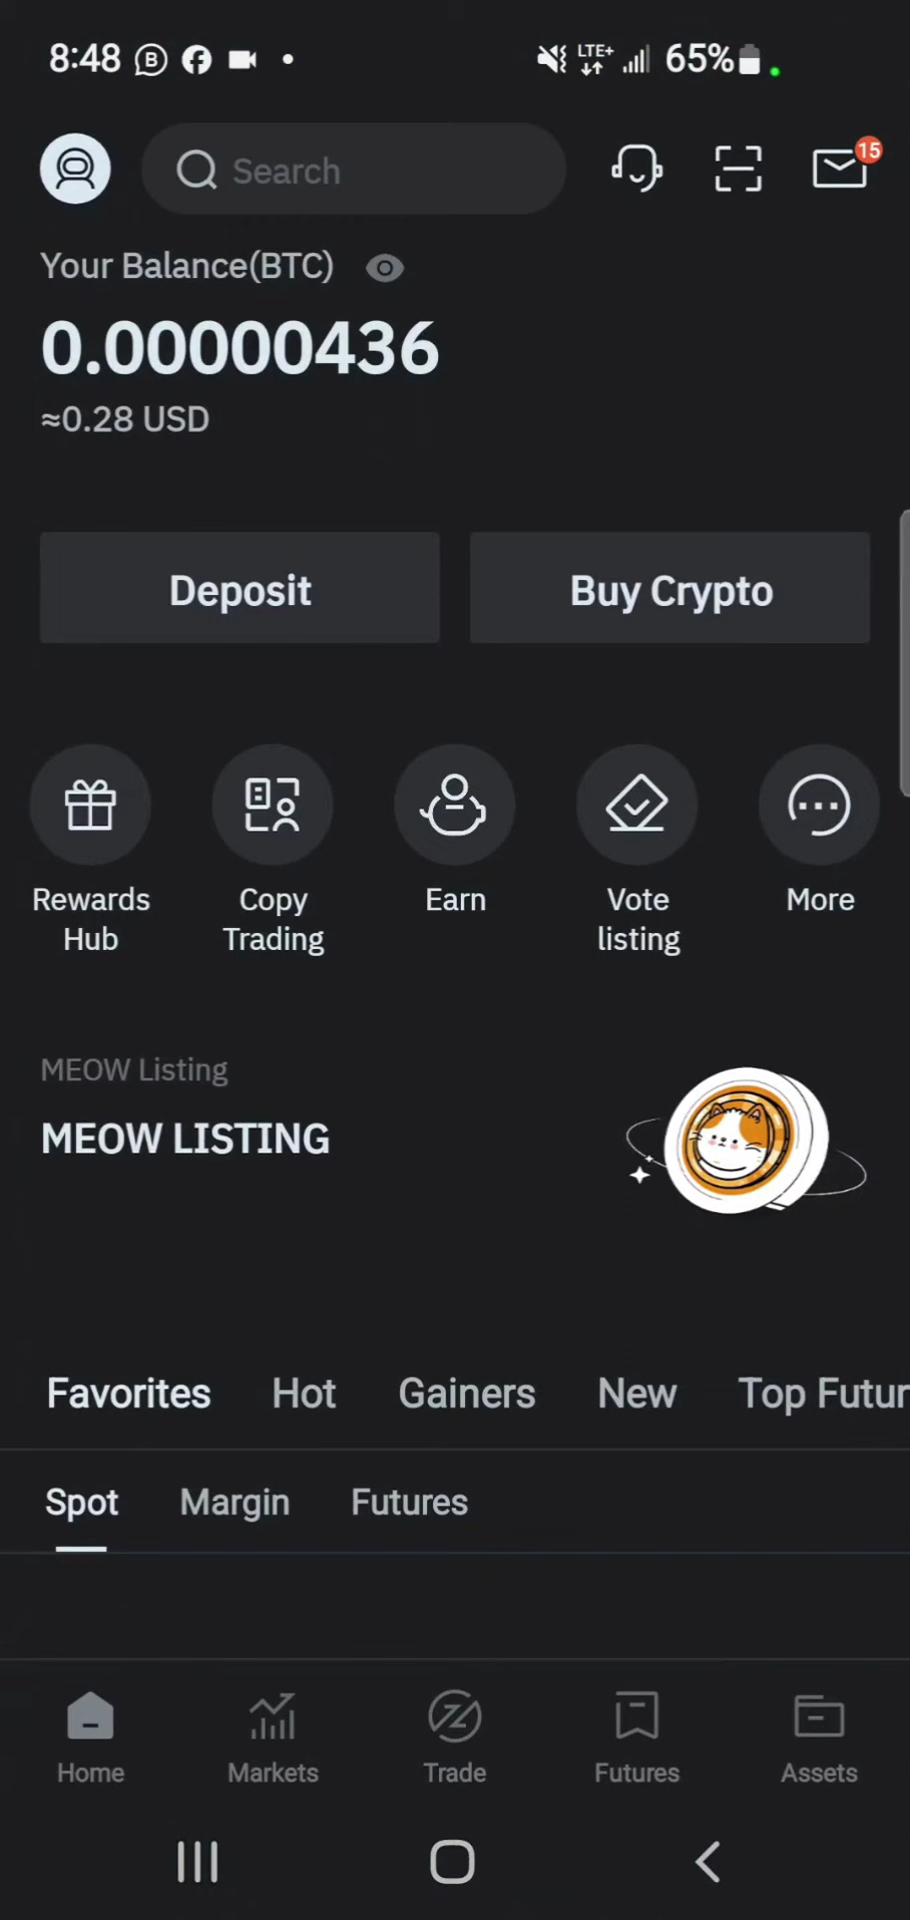 8:48
LTE+
65%
Search
15
Your Balance(BTC)
0.00000436
≈0.28 USD
Deposit
Buy Crypto
Rewards
Hub
Copy
Trading
Earn
Vote
listing
More
MEOW Listing
MEOW LISTING
Favorites
Hot
Gainers
New
Top Futur
Spot
Margin
Futures
Home
Markets
Trade
Futures
Assets